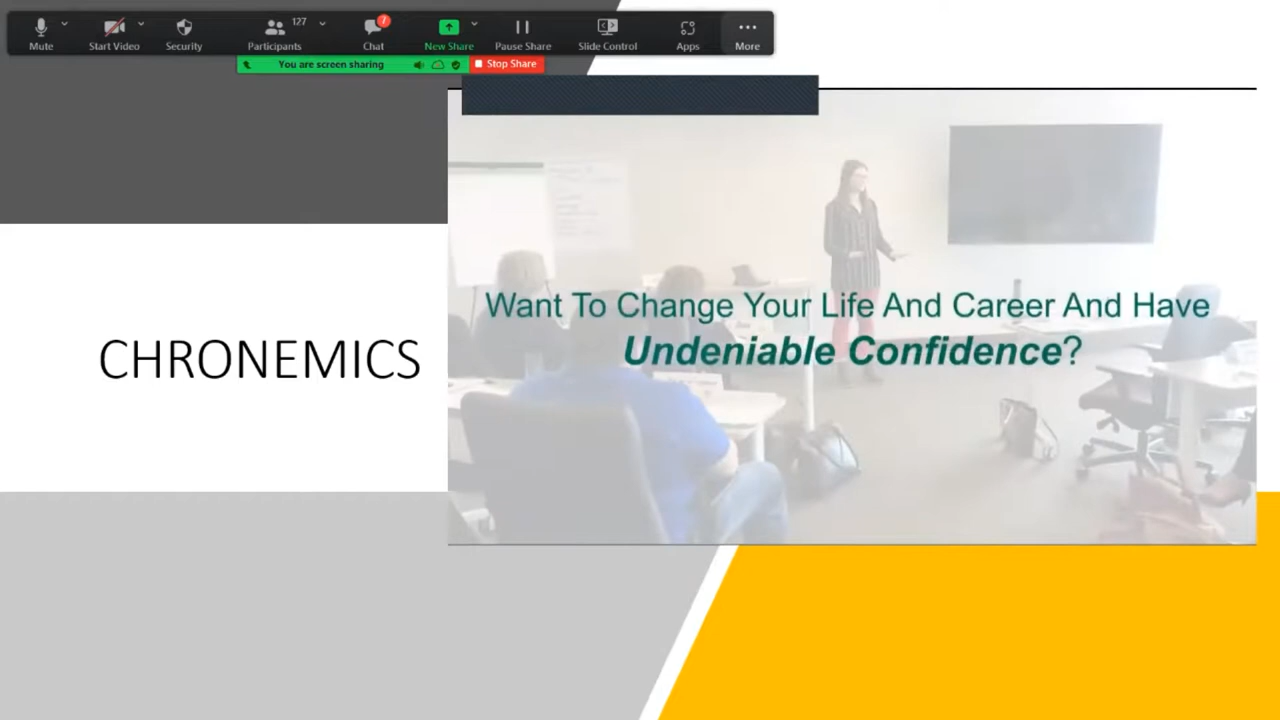 127
7
Mute
Start Video
Security
Participants
Chat
New Share
Pause Share
Slide Control
Apps
More
You are screen sharing
Stop Share
CHRONEMICS
Want To Change Your Life And Career And Have
Undeniable Confidence?